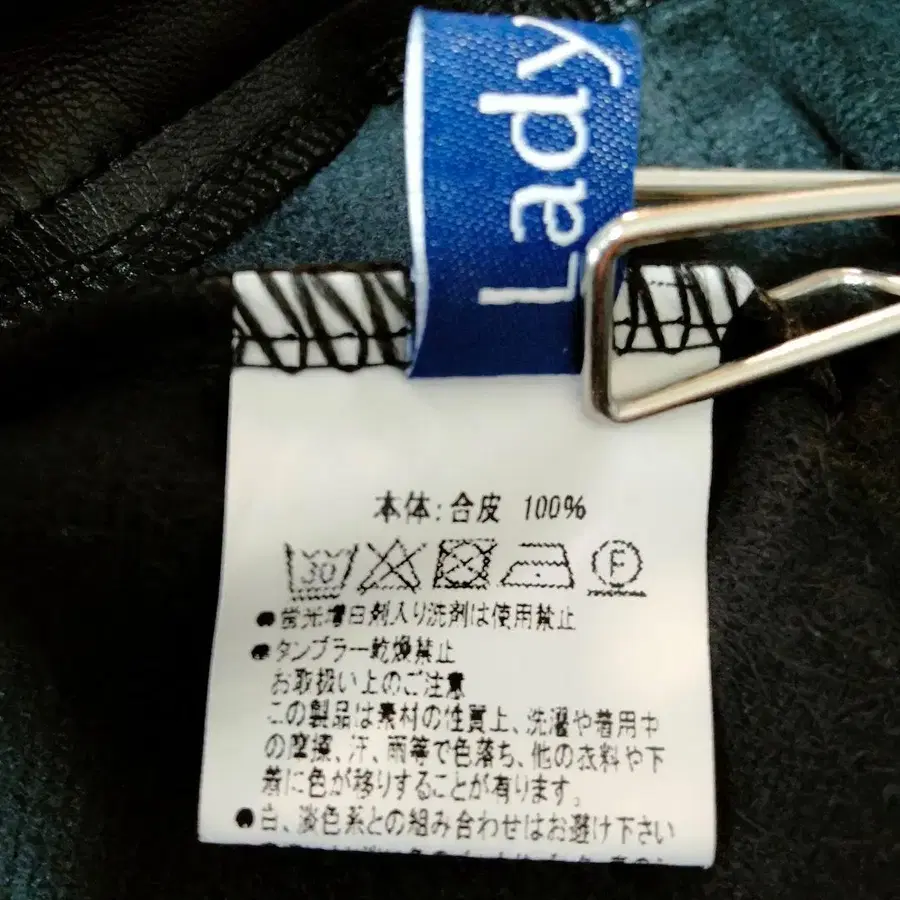 Lady
本体：合皮 100%
30 F
●蛍光増白剤入り洗剤は使用禁止
●タンブラー乾燥禁止
お取扱い上のご注意
この製品は素材の性質上、洗濯や着用中
の摩擦、汗、雨等で色落ち、他の衣料や下
着に色が移りすることが有ります。
●白、淡色系との組み合わせはお避け下さい